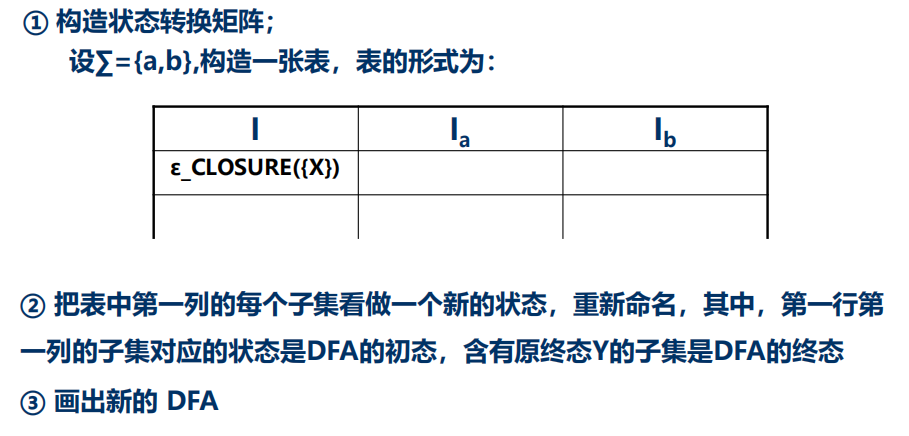 ① 构造状态转换矩阵；
设∑={a,b},构造一张表，表的形式为：
I Ia Ib
ε_CLOSURE({X})
② 把表中第一列的每个子集看做一个新的状态，重新命名，其中，第一行第
一列的子集对应的状态是DFA的初态，含有原终态Y的子集是DFA的终态
③ 画出新的 DFA